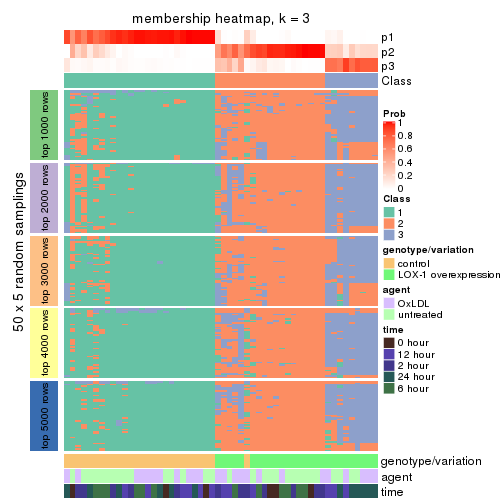 membership heatmap, k = 3
p1
p2
p3
Class
50 x 5 random samplings
top 1000 rows
top 2000 rows
top 3000 rows
top 4000 rows
top 5000 rows
Prob
1
0.8
0.6
0.4
0.2
0
Class
1
2
3
genotype/variation
control
LOX-1 overexpression
agent
OxLDL
untreated
time
0 hour
12 hour
2 hour
24 hour
6 hour
genotype/variation
agent
time